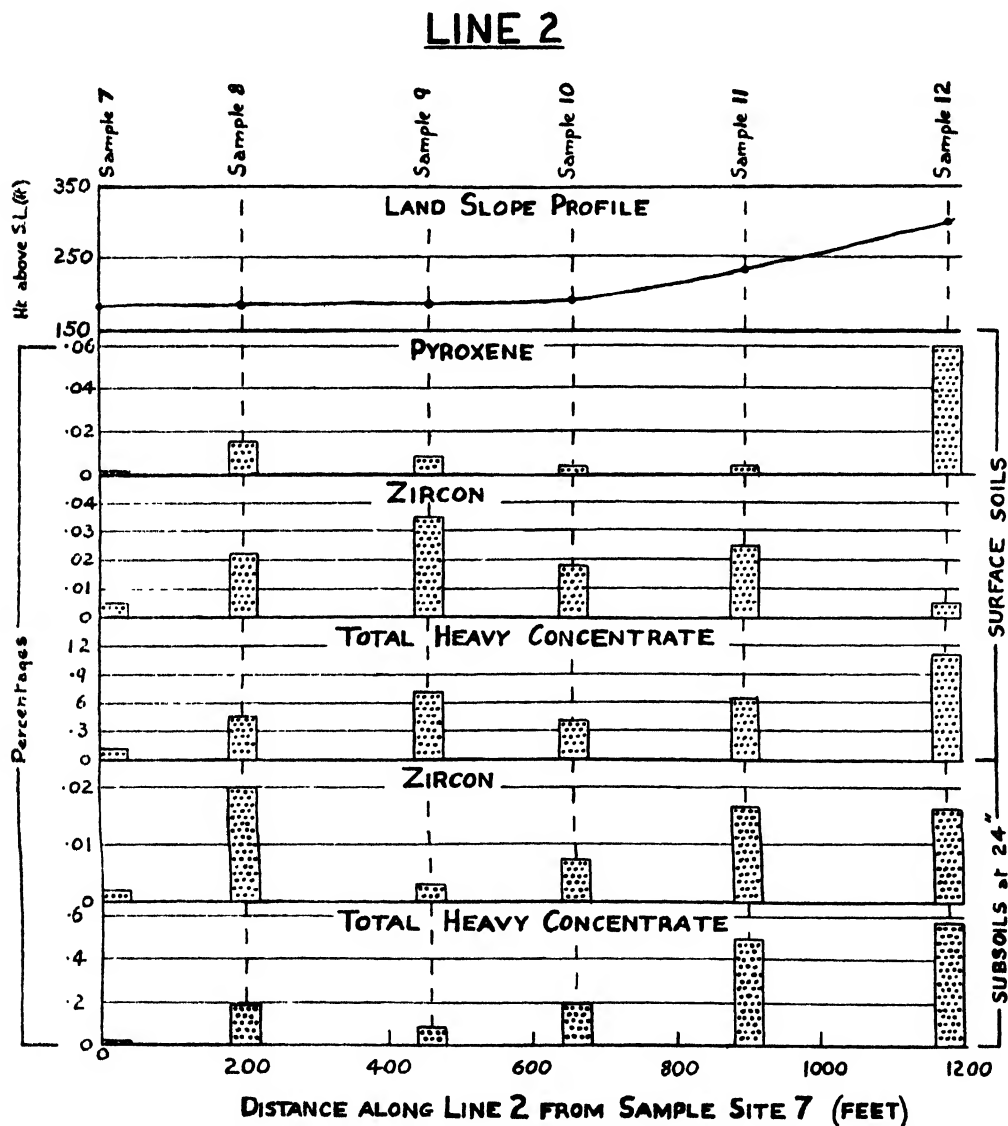 LINE 2
Sample 7
Sample 8
Sample 9
Sample 10
Sample 11
Sample 12
Ht above S.L.(ft)
350
250
150
LAND SLOPE PROFILE
Percentages
SURFACE SOILS
PYROXENE
.06
.04
.02
0
ZIRCON
.04
.03
.02
.01
0
TOTAL HEAVY CONCENTRATE
1.2
.9
.6
.3
0
SUBSOILS at 24"
ZIRCON
.02
.01
0
TOTAL HEAVY CONCENTRATE
.6
.4
.2
0
0 200 400 600 800 1000 1200
DISTANCE ALONG LINE 2 FROM SAMPLE SITE 7 (FEET)